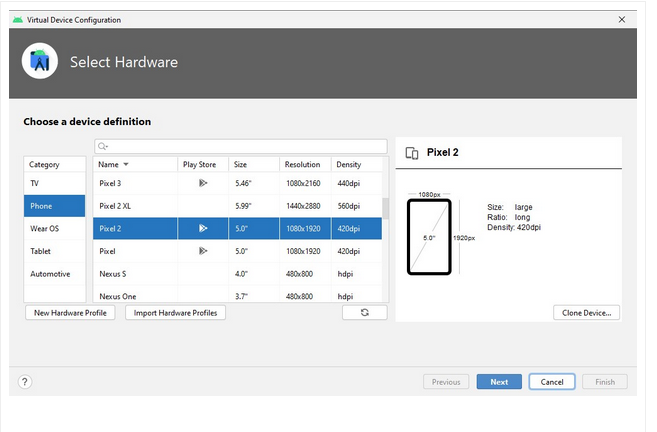 Virtual Device Configuration
Select Hardware
Choose a device definition
Category
TV
Phone
Wear OS
Tablet
Automotive
Name Play Store Size Resolution Density
Pixel 3 5.46" 1080x2160 440dpi
Pixel 2 XL 5.99" 1440x2880 560dpi
Pixel 2 5.0" 1080x1920 420dpi
Pixel 5.0" 1080x1920 420dpi
Nexus S 4.0" 480x800 hdpi
Nexus One 3.7" 480x800 hdpi
New Hardware Profile Import Hardware Profiles
Pixel 2
1080px
5.0"
1920px
Size: large
Ratio: long
Density: 420dpi
Clone Device...
? Previous Next Cancel Finish